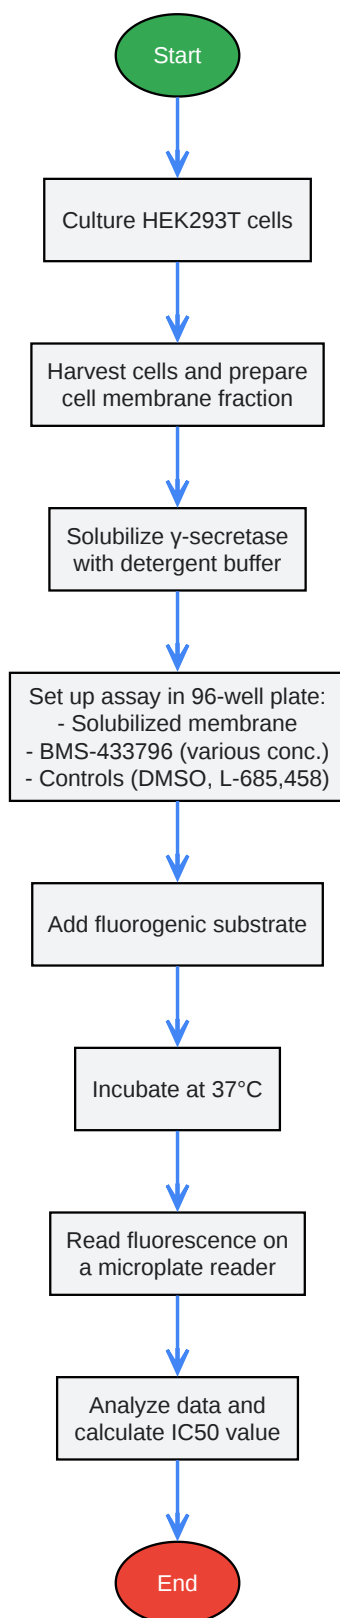 Start
Culture HEK293T cells
Harvest cells and prepare
cell membrane fraction
Solubilize γ-secretase
with detergent buffer
Set up assay in 96-well plate:
- Solubilized membrane
- BMS-433796 (various conc.)
- Controls (DMSO, L-685,458)
Add fluorogenic substrate
Incubate at 37°C
Read fluorescence on
a microplate reader
Analyze data and
calculate IC50 value
End